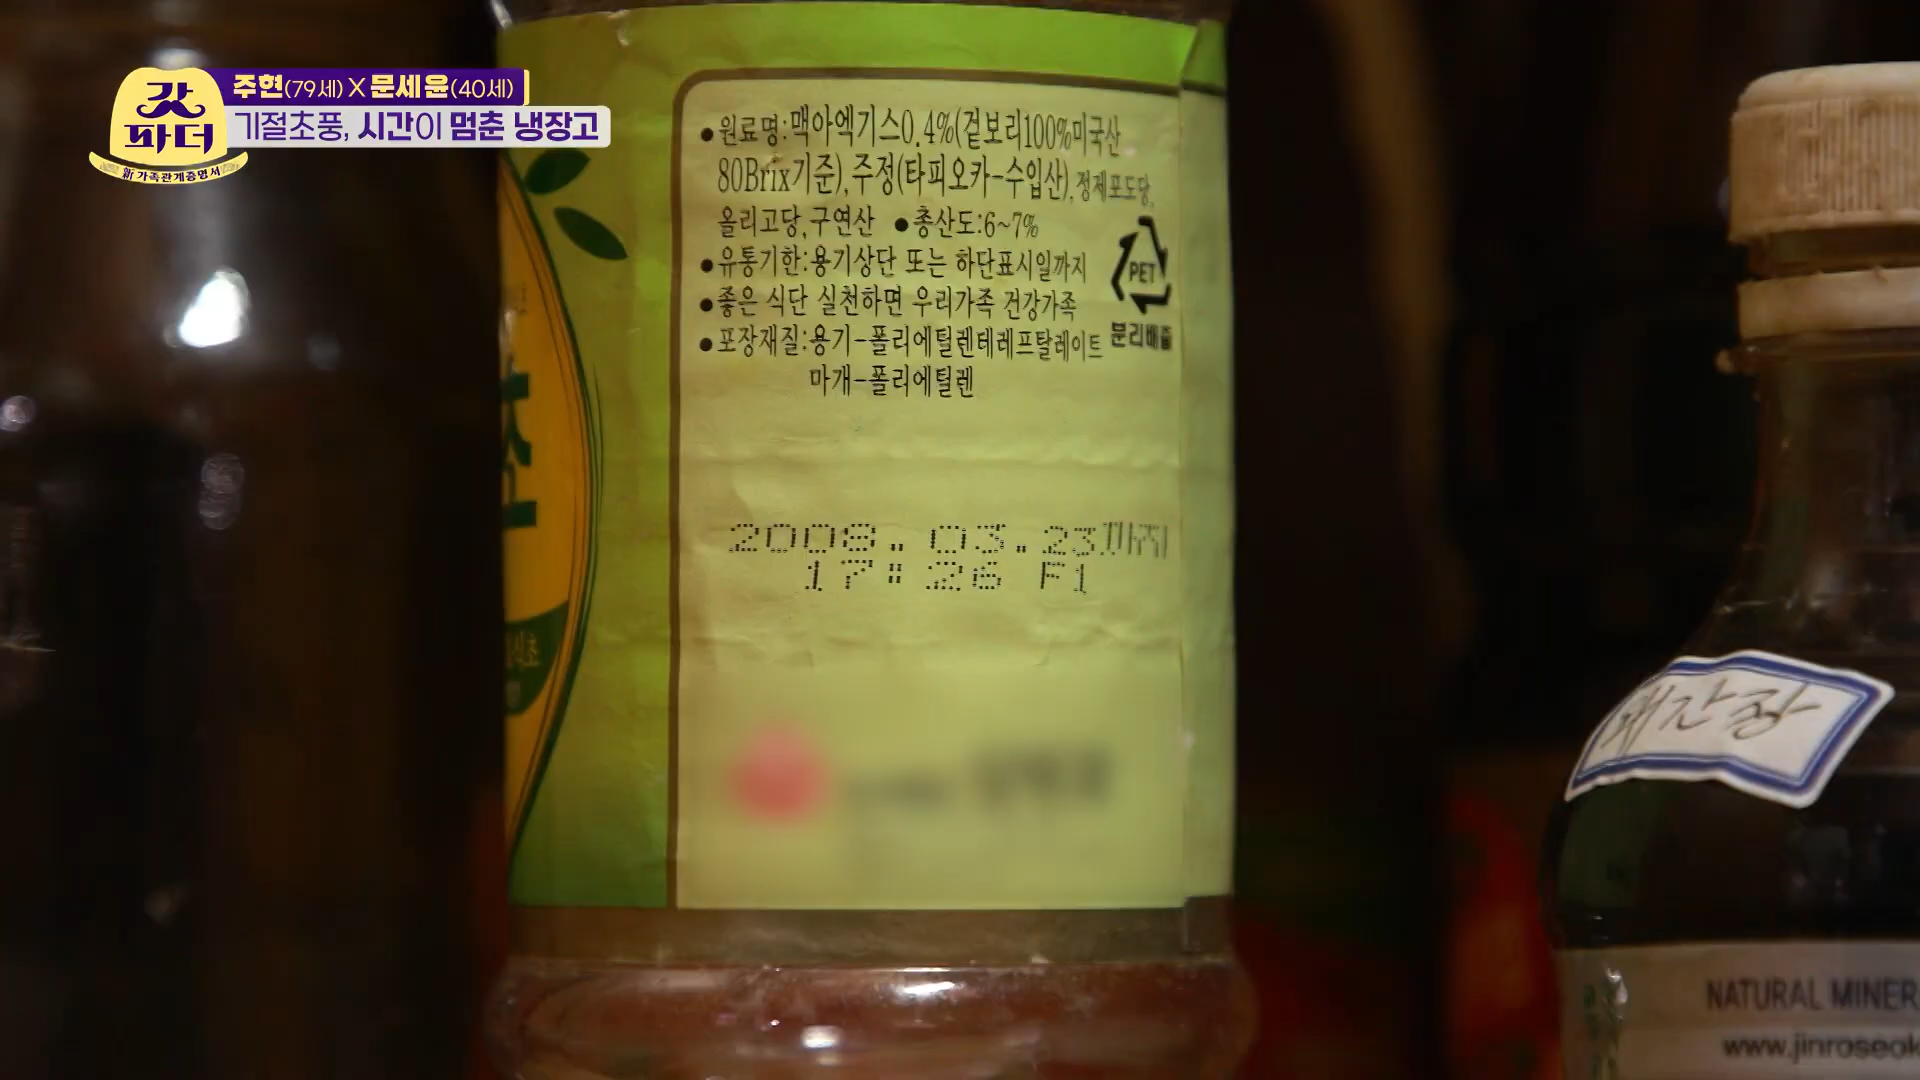 갓파더
新 가족관계증명서
주현(79세) X 문세윤(40세)
기절초풍, 시간이 멈춘 냉장고
●원료명:맥아엑기스0.4%(겉보리100%미국산
80Brix기준),주정(타피오카-수입산),정제포도당,
올리고당,구연산 ●총산도:6~7%
●유통기한:용기상단 또는 하단표시일까지
●좋은 식단 실천하면 우리가족 건강가족
●포장재질:용기-폴리에틸렌테레프탈레이트
마개-폴리에틸렌
PET
분리배출
2008.03.23까지
17:26 F1
NATURAL MINER
www.jinroseok